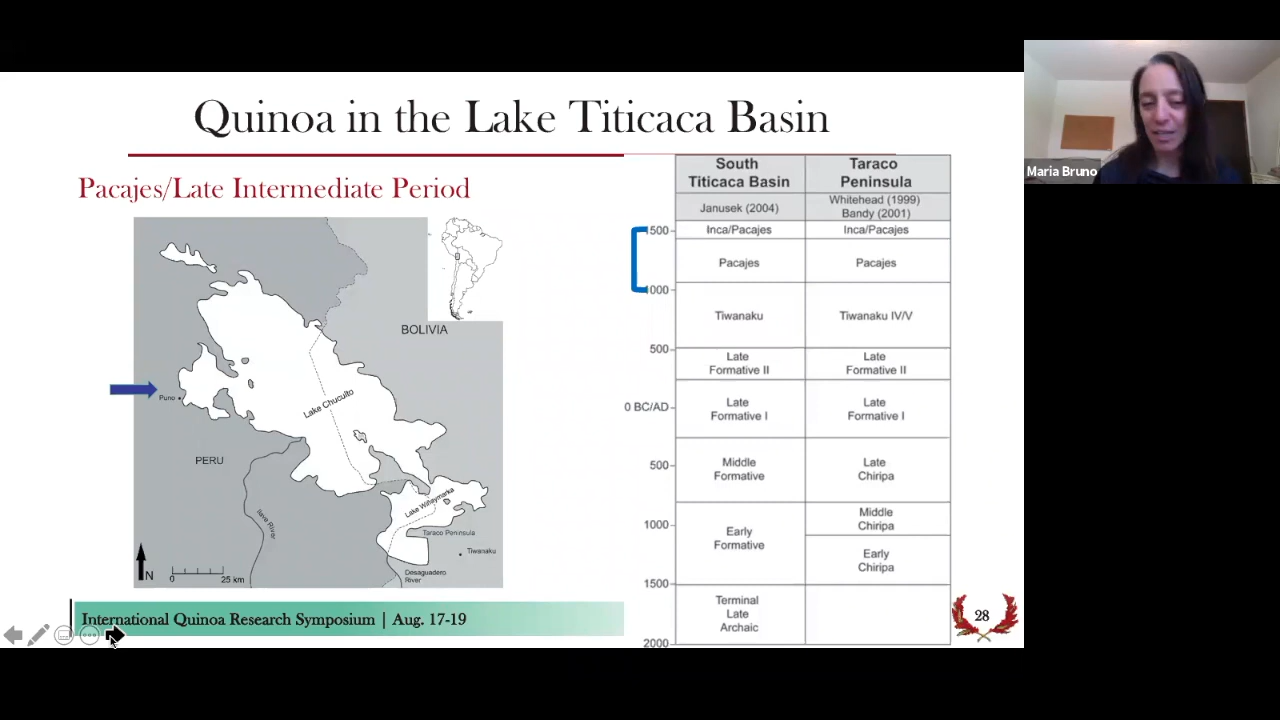 Quinoa in the Lake Titicaca Basin
Pacajes/Late Intermediate Period
BOLIVIA
Lake Chucuito
Puno
PERU
Ilave River
Lake Wiñaymarka
Taraco Peninsula
Tiwanaku
Desaguadero
River
N
0
25 km
South
Titicaca Basin
Taraco
Peninsula
Janusek (2004)
Whitehead (1999)
Bandy (2001)
1500
Inca/Pacajes
Inca/Pacajes
Pacajes
Pacajes
1000
Tiwanaku
Tiwanaku IV/V
500
Late
Formative II
Late
Formative II
0 BC/AD
Late
Formative I
Late
Formative I
500
Middle
Formative
Late
Chiripa
1000
Early
Formative
Middle
Chiripa
Early
Chiripa
1500
Terminal
Late
Archaic
2000
International Quinoa Research Symposium | Aug. 17-19
28
Maria Bruno